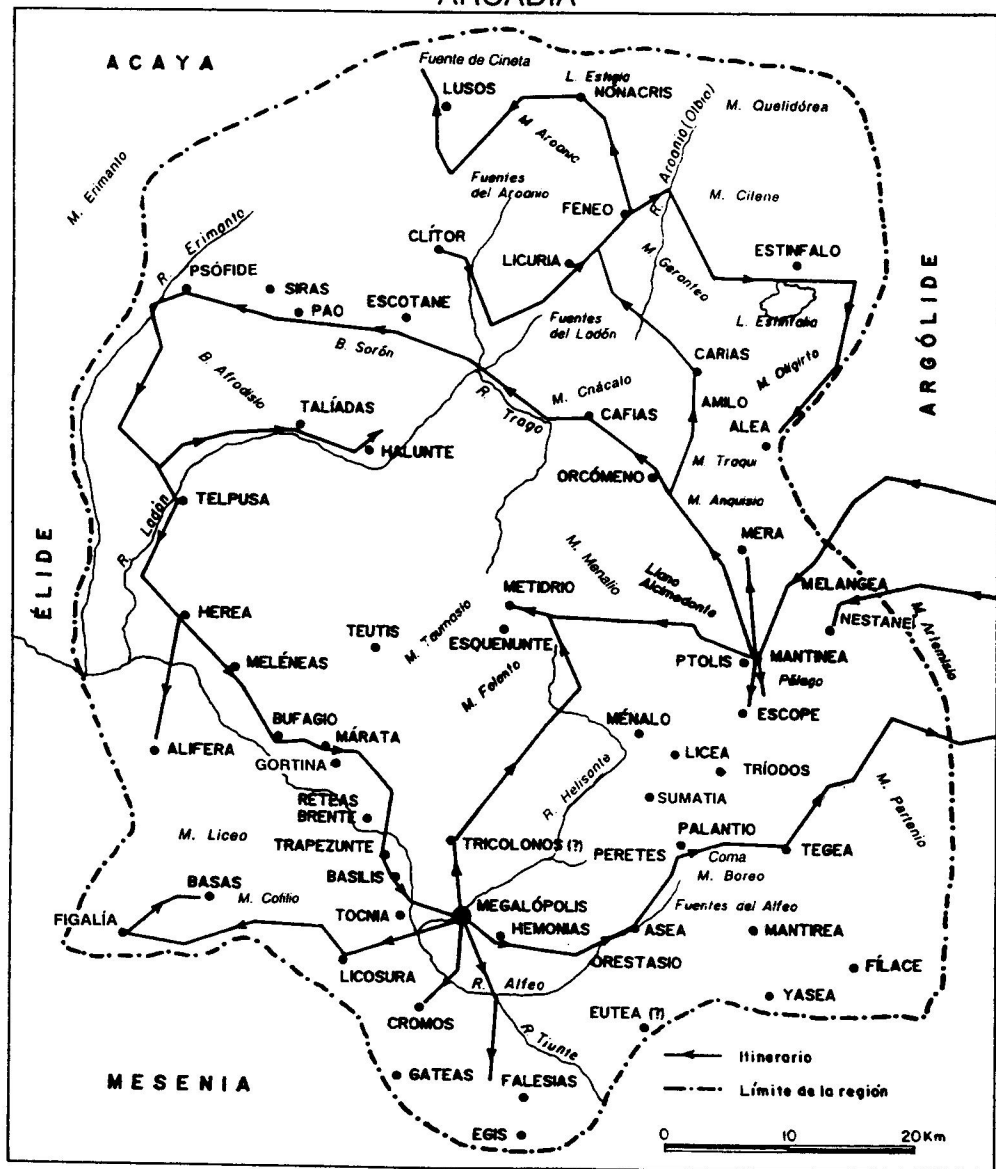 ARCADIA
ACAYA
Fuente de Cineta
LUSOS
L. Estigia
NONACRIS
M. Quelidórea
M. Aroanio
R. Aroanio (Olbio)
M. Erimanto
Fuentes
del Aroanio
M. Cilene
FENEO
R. Erimanto
CLÍTOR
LICURIA
M. Geronteo
ESTINFALO
PSÓFIDE
SIRAS
PAO
ESCOTANE
Fuentes
del Ladón
L. Estinfalia
ARGÓLIDE
B. Sorón
CARIAS
M. Oligirto
B. Afrodisio
M. Cnácalo
R. Trago
AMILO
TALÍADAS
CAFIAS
ALEA
HALUNTE
M. Traqui
ORCÓMENO
M. Anquisia
R. Ladón
TELPUSA
MERA
ÉLIDE
M. Menalio
Llano
Alcimedonte
MELANGEA
METIDRIO
HEREA
NESTANE
M. Artemisio
TEUTIS
M. Taumasio
ESQUENUNTE
MELÉNEAS
PTOLIS
MANTINEA
Pélago
M. Falanto
ESCOPE
BUFAGIO
MÁRATA
MÉNALO
ALIFERA
GORTINA
LICEA
TRÍODOS
R. Helisonte
RETEAS
BRENTE
SUMATIA
M. Partenio
M. Liceo
TRAPEZUNTE
TRICOLONOS (?)
PALANTIO
PERETES
TEGEA
Coma
M. Boreo
BASILIS
BASAS
M. Cotilio
FIGALÍA
TOCNIA
MEGALÓPOLIS
Fuentes del Alfeo
HEMONIAS
ASEA
MANTIREA
LICOSURA
ORESTASIO
FÍLACE
R. Alfeo
YASEA
CROMOS
EUTEA (?)
R. Tiunte
Itinerario
GATEAS
FALESIAS
MESENIA
Límite de la región
EGIS
0 10 20 Km